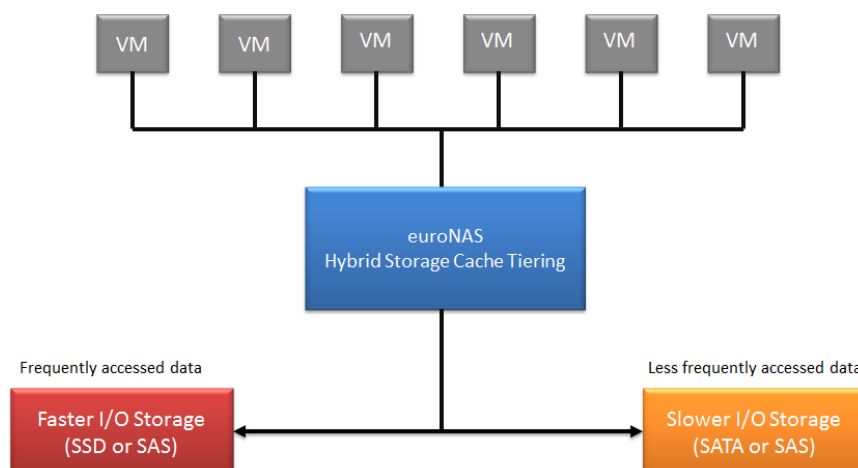 VM
VM
VM
VM
VM
VM
euroNAS
Hybrid Storage Cache Tiering
Frequently accessed data
Less frequently accessed data
Faster I/O Storage
(SSD or SAS)
Slower I/O Storage
(SATA or SAS)